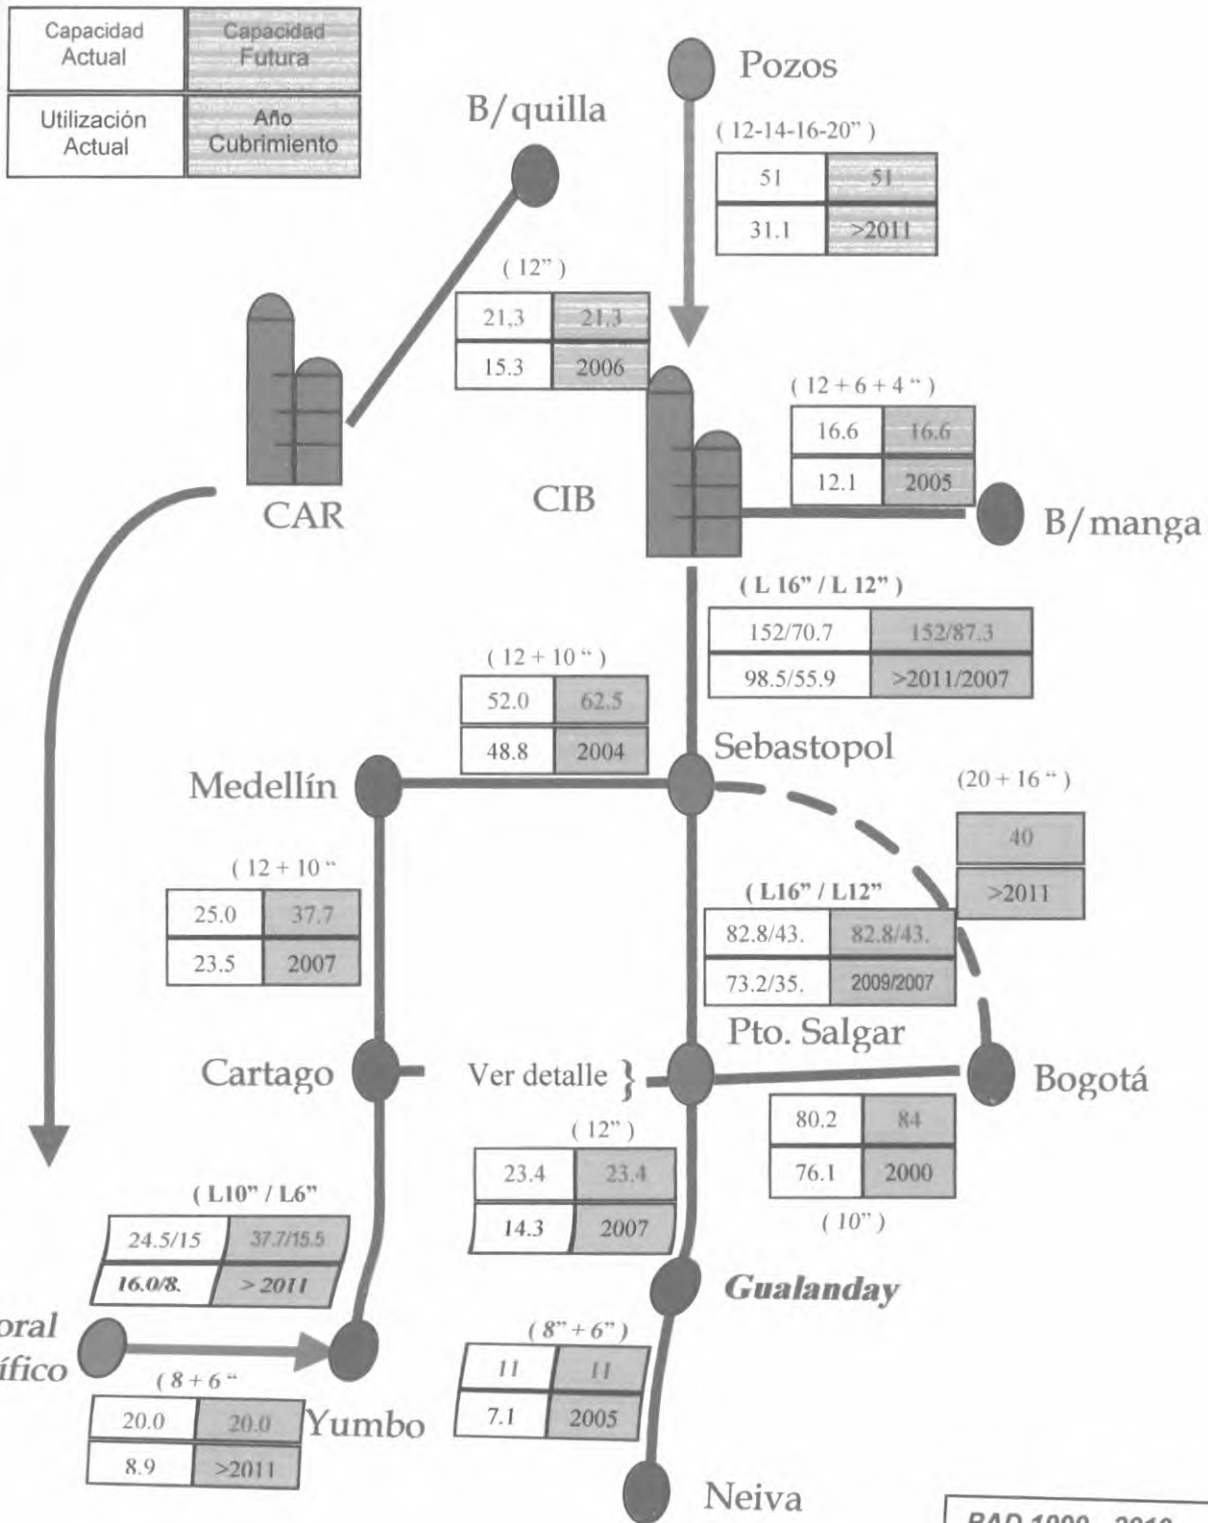 Capacidad Actual
Capacidad Futura
Utilización Actual
Año Cubrimiento
Pozos
( 12-14-16-20” )
51 51
31.1 >2011
B/quilla
( 12” )
21,3 21,3
15.3 2006
CAR
CIB
( 12 + 6 + 4 “ )
16.6 16.6
12.1 2005
B/manga
( L 16” / L 12” )
152/70.7 152/87.3
98.5/55.9 >2011/2007
( 12 + 10 “ )
52.0 62.5
48.8 2004
Sebastopol
Medellín
(20 + 16 “ )
40
>2011
( 12 + 10 “
25.0 37.7
23.5 2007
( L16” / L12”
82.8/43. 82.8/43.
73.2/35. 2009/2007
Pto. Salgar
Cartago
Ver detalle }
Bogotá
80.2 84
76.1 2000
( 10” )
( 12” )
23.4 23.4
14.3 2007
( L10” / L6”
24.5/15 37.7/15.5
16.0/8. > 2011
Gualanday
oral
ífico
( 8 + 6 “
20.0 20.0
8.9 >2011
Yumbo
( 8” + 6” )
11 11
7.1 2005
Neiva